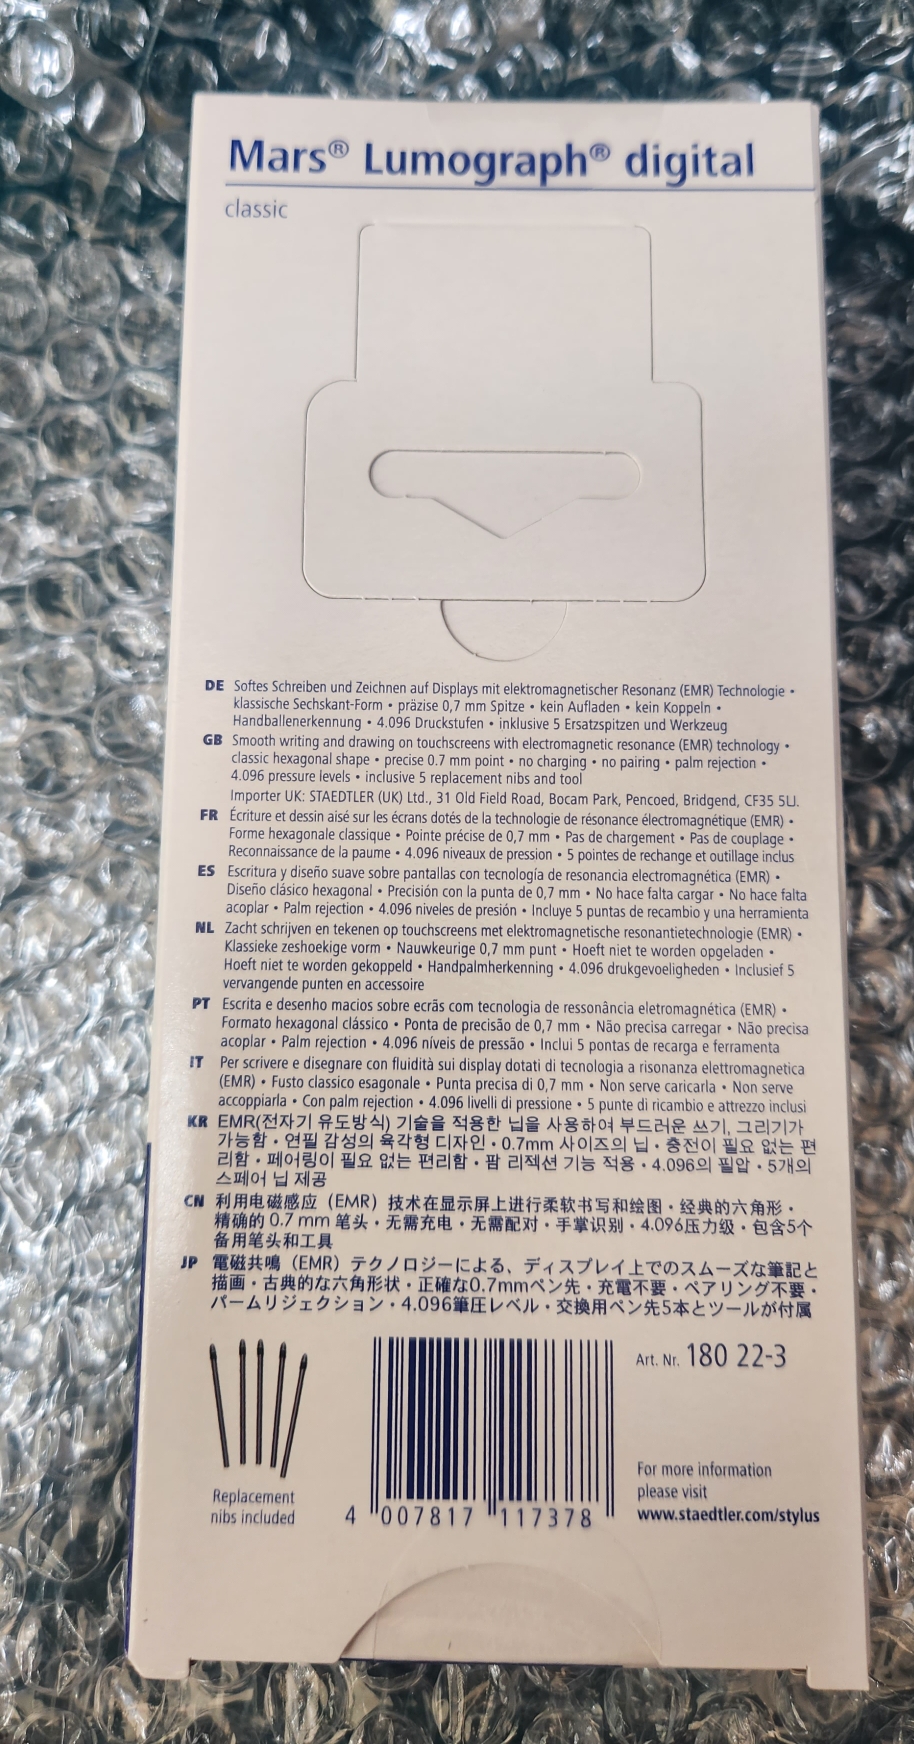 Mars® Lumograph® digital
classic
DE Softes Schreiben und Zeichnen auf Displays mit elektromagnetischer Resonanz (EMR) Technologie •
klassische Sechskant-Form • präzise 0,7 mm Spitze • kein Aufladen • kein Koppeln •
Handballenerkennung • 4.096 Druckstufen • inklusive 5 Ersatzspitzen und Werkzeug
GB Smooth writing and drawing on touchscreens with electromagnetic resonance (EMR) technology •
classic hexagonal shape • precise 0.7 mm point • no charging • no pairing • palm rejection •
4.096 pressure levels • inclusive 5 replacement nibs and tool
Importer UK: STAEDTLER (UK) Ltd., 31 Old Field Road, Bocam Park, Pencoed, Bridgend, CF35 5LJ.
FR Écriture et dessin aisé sur les écrans dotés de la technologie de résonance électromagnétique (EMR) •
Forme hexagonale classique • Pointe précise de 0,7 mm • Pas de chargement • Pas de couplage •
Reconnaissance de la paume • 4.096 niveaux de pression • 5 pointes de rechange et outillage inclus
ES Escritura y diseño suave sobre pantallas con tecnología de resonancia electromagnética (EMR) •
Diseño clásico hexagonal • Precisión con la punta de 0,7 mm • No hace falta cargar • No hace falta
acoplar • Palm rejection • 4.096 niveles de presión • Incluye 5 puntas de recambio y una herramienta
NL Zacht schrijven en tekenen op touchscreens met elektromagnetische resonantietechnologie (EMR) •
Klassieke zeshoekige vorm • Nauwkeurige 0,7 mm punt • Hoeft niet te worden opgeladen •
Hoeft niet te worden gekoppeld • Handpalmherkenning • 4.096 drukgevoeligheden • Inclusief 5
vervangende punten en accessoire
PT Escrita e desenho macios sobre ecrãs com tecnologia de ressonância eletromagnética (EMR) •
Formato hexagonal clássico • Ponta de precisão de 0,7 mm • Não precisa carregar • Não precisa
acoplar • Palm rejection • 4.096 níveis de pressão • Inclui 5 pontas de recarga e ferramenta
IT Per scrivere e disegnare con fluidità sui display dotati di tecnologia a risonanza elettromagnetica
(EMR) • Fusto classico esagonale • Punta precisa di 0,7 mm • Non serve caricarla • Non serve
accoppiarla • Con palm rejection • 4.096 livelli di pressione • 5 punte di ricambio e attrezzo inclusi
KR EMR(전자기 유도방식) 기술을 적용한 닙을 사용하여 부드러운 쓰기, 그리기가
가능함 • 연필 감성의 육각형 디자인 • 0.7mm 사이즈의 닙 • 충전이 필요 없는 편
리함 • 페어링이 필요 없는 편리함 • 팜 리젝션 기능 적용 • 4.096의 필압 • 5개의
스페어 닙 제공
CN 利用电磁感应（EMR）技术在显示屏上进行柔软书写和绘图 • 经典的六角形 •
精确的 0.7 mm 笔头 • 无需充电 • 无需配对 • 手掌识别 • 4.096压力级 • 包含5个
备用笔头和工具
JP 電磁共鳴（EMR）テクノロジーによる、ディスプレイ上でのスムーズな筆記と
描画 • 古典的な六角形状 • 正確な0.7mmペン先 • 充電不要 • ペアリング不要 •
パームリジェクション • 4.096筆圧レベル • 交換用ペン先5本とツールが付属
Art. Nr. 180 22-3
Replacement
nibs included
4 007817 117378
For more information
please visit
www.staedtler.com/stylus